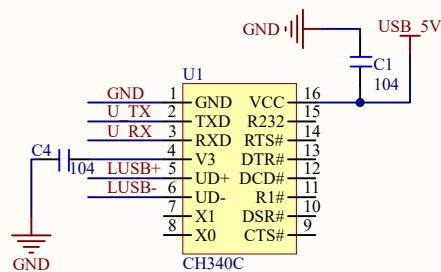 GND
USB_5V
C1
104
U1
GND 1 GND VCC 16
U_TX 2 TXD R232 15
U_RX 3 RXD RTS# 14
C4 104 4 V3 DTR# 13
LUSB+ 5 UD+ DCD# 12
LUSB- 6 UD- R1# 11
7 X1 DSR# 10
8 X0 CTS# 9
GND
CH340C